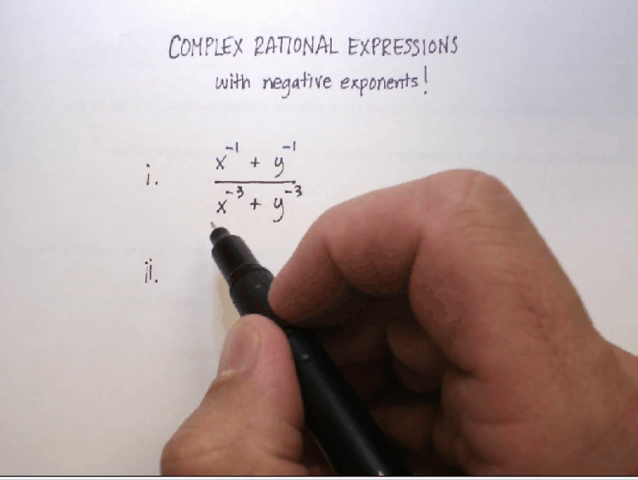 COMPLEX RATIONAL EXPRESSIONS
with negative exponents!
i.
x⁻¹ + y⁻¹
x⁻³ + y⁻³
ii.